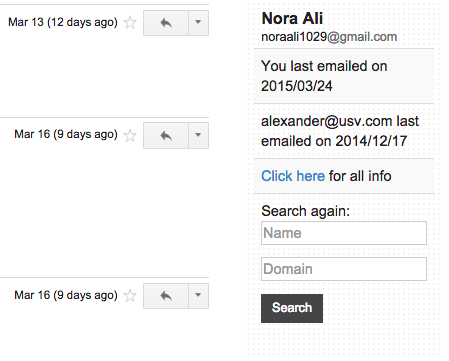 Mar 13 (12 days ago)
Mar 16 (9 days ago)
Mar 16 (9 days ago)
Nora Ali
noraali1029@gmail.com
You last emailed on
2015/03/24
alexander@usv.com last
emailed on 2014/12/17
Click here for all info
Search again:
Name
Domain
Search